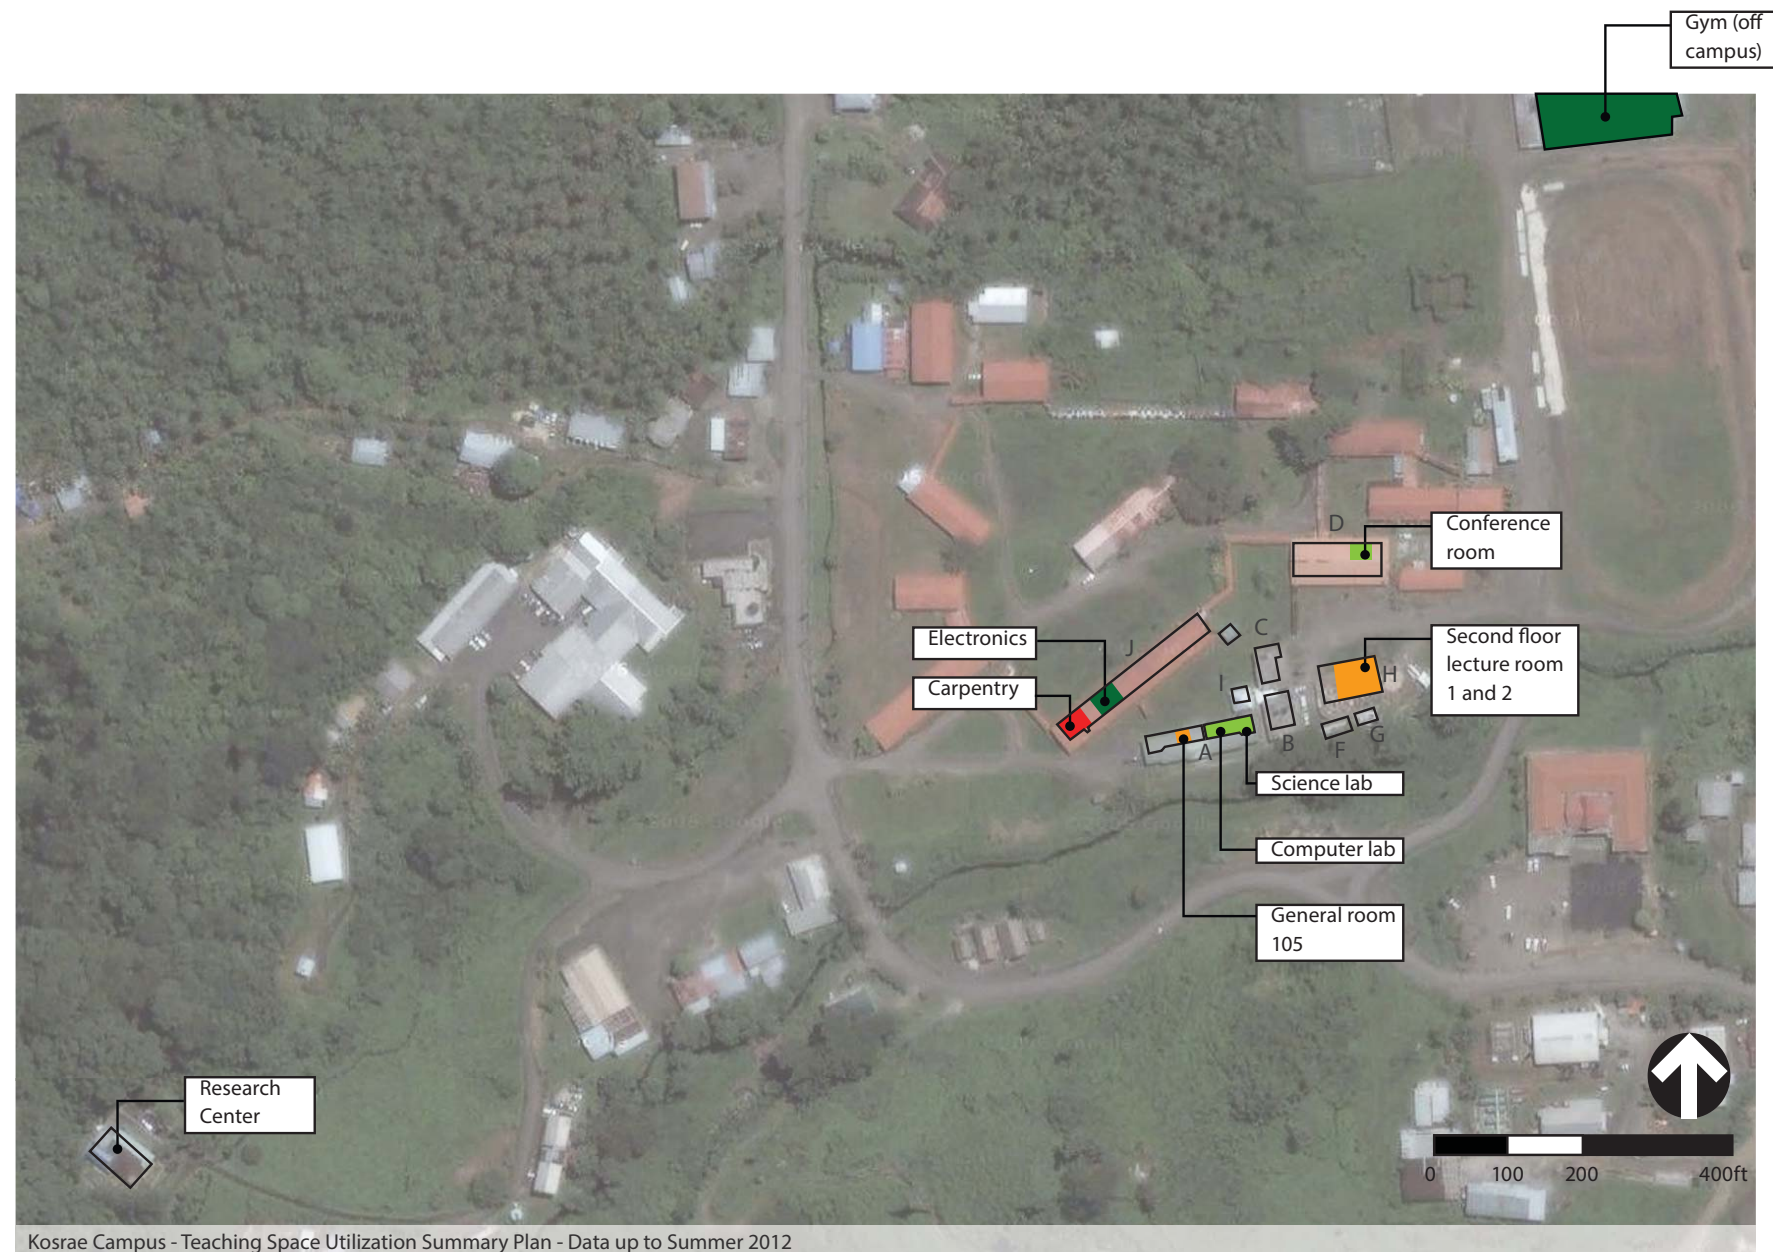 Gym (off
campus)
D
Conference
room
Electronics
J
C
Second floor
lecture room
1 and 2
H
Carpentry
I
A
B
F
G
Science lab
Computer lab
General room
105
Research
Center
0
100
200
400ft
Kosrae Campus - Teaching Space Utilization Summary Plan - Data up to Summer 2012